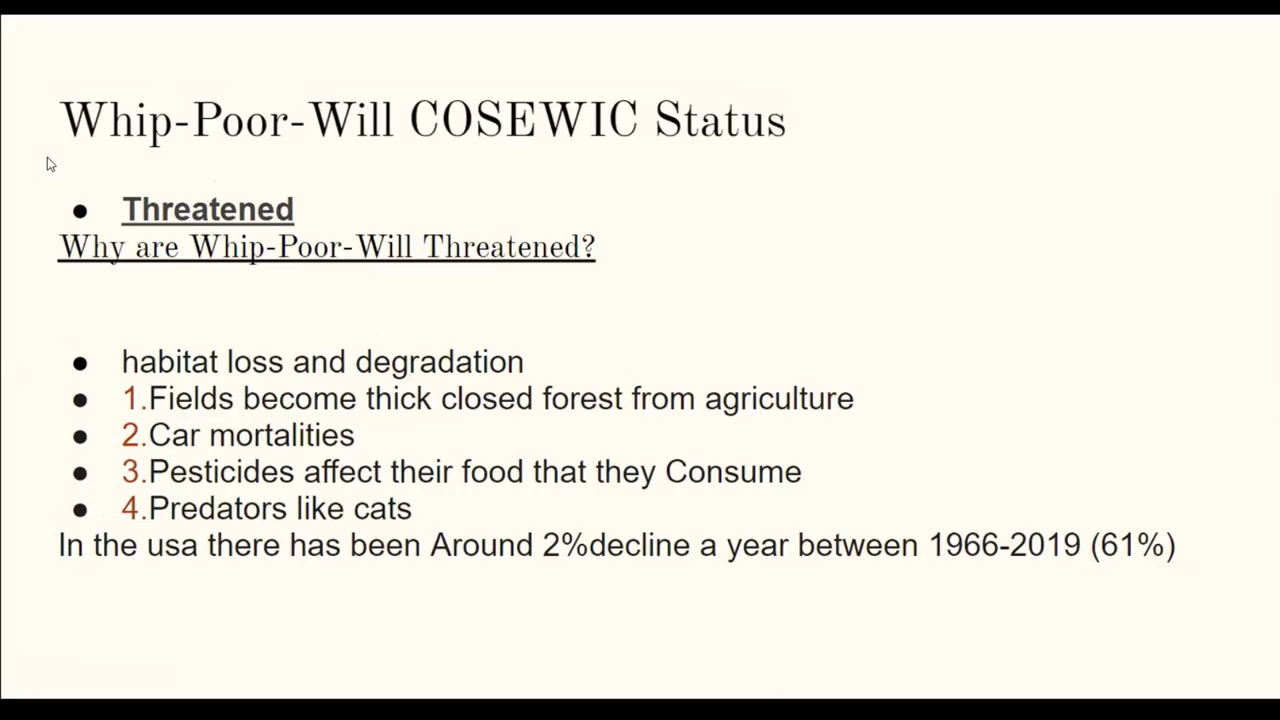 Whip-Poor-Will COSEWIC Status
● Threatened
Why are Whip-Poor-Will Threatened?
● habitat loss and degradation
● 1.Fields become thick closed forest from agriculture
● 2.Car mortalities
● 3.Pesticides affect their food that they Consume
● 4.Predators like cats
In the usa there has been Around 2%decline a year between 1966-2019 (61%)